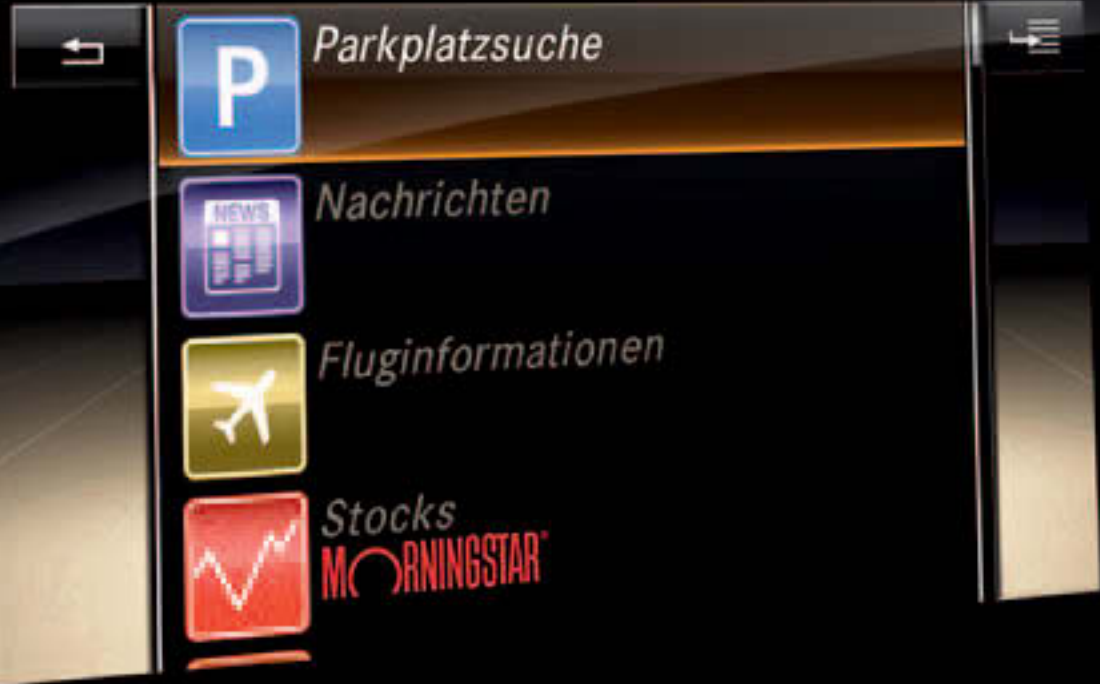 P
Parkplatzsuche
NEWS
Nachrichten
Fluginformationen
Stocks
MORNINGSTAR®